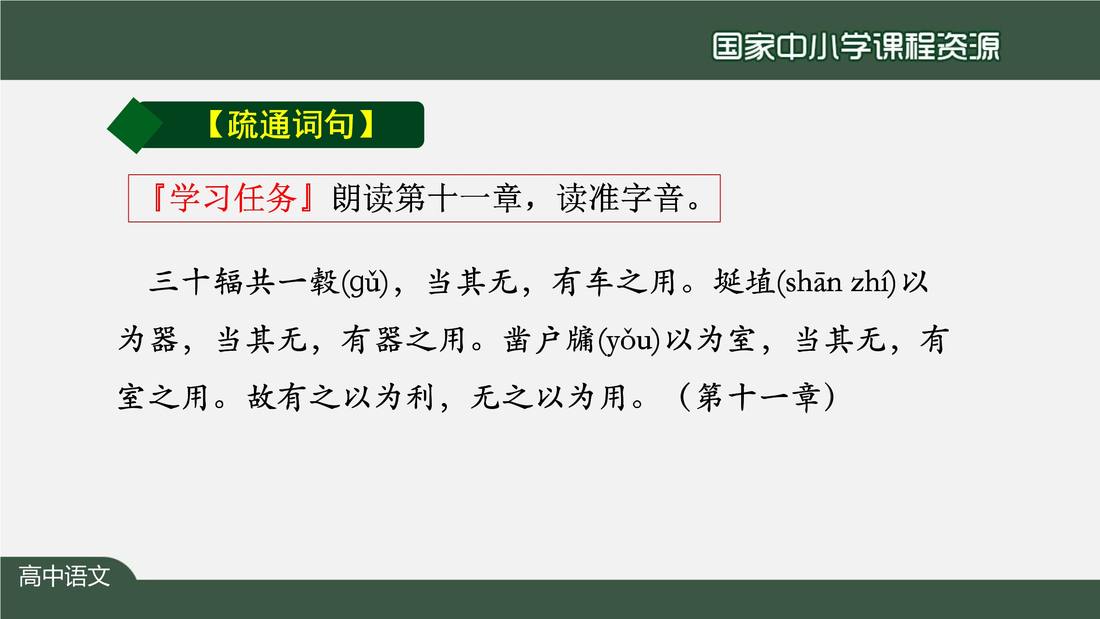 国家中小学课程资源
【疏通词句】
『学习任务』朗读第十一章，读准字音。
三十辐共一毂(gǔ)，当其无，有车之用。埏埴(shān zhí)以
为器，当其无，有器之用。凿户牖(yǒu)以为室，当其无，有
室之用。故有之以为利，无之以为用。（第十一章）
高中语文